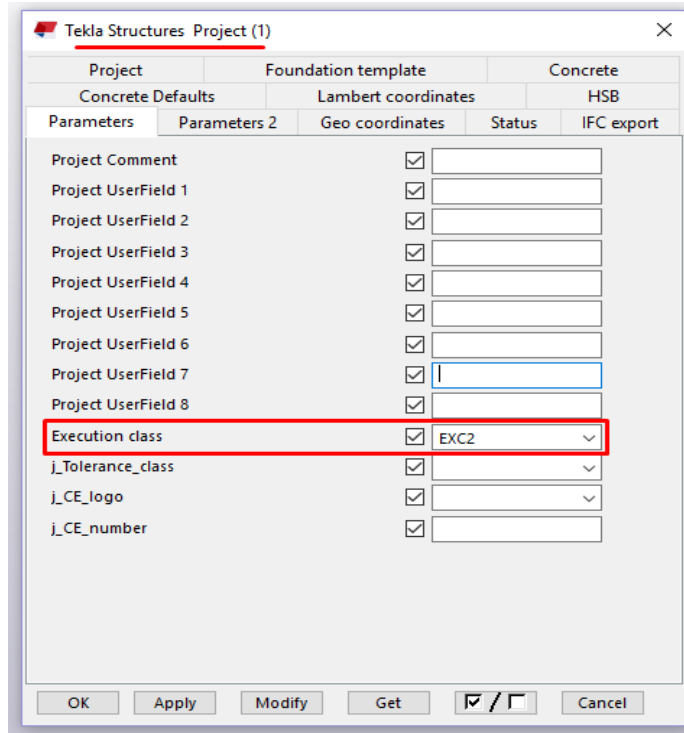 Tekla Structures Project (1)
Project Foundation template Concrete
Concrete Defaults Lambert coordinates HSB
Parameters Parameters 2 Geo coordinates Status IFC export
Project Comment
Project UserField 1
Project UserField 2
Project UserField 3
Project UserField 4
Project UserField 5
Project UserField 6
Project UserField 7
Project UserField 8
Execution class EXC2
j_Tolerance_class
j_CE_logo
j_CE_number
OK Apply Modify Get / Cancel